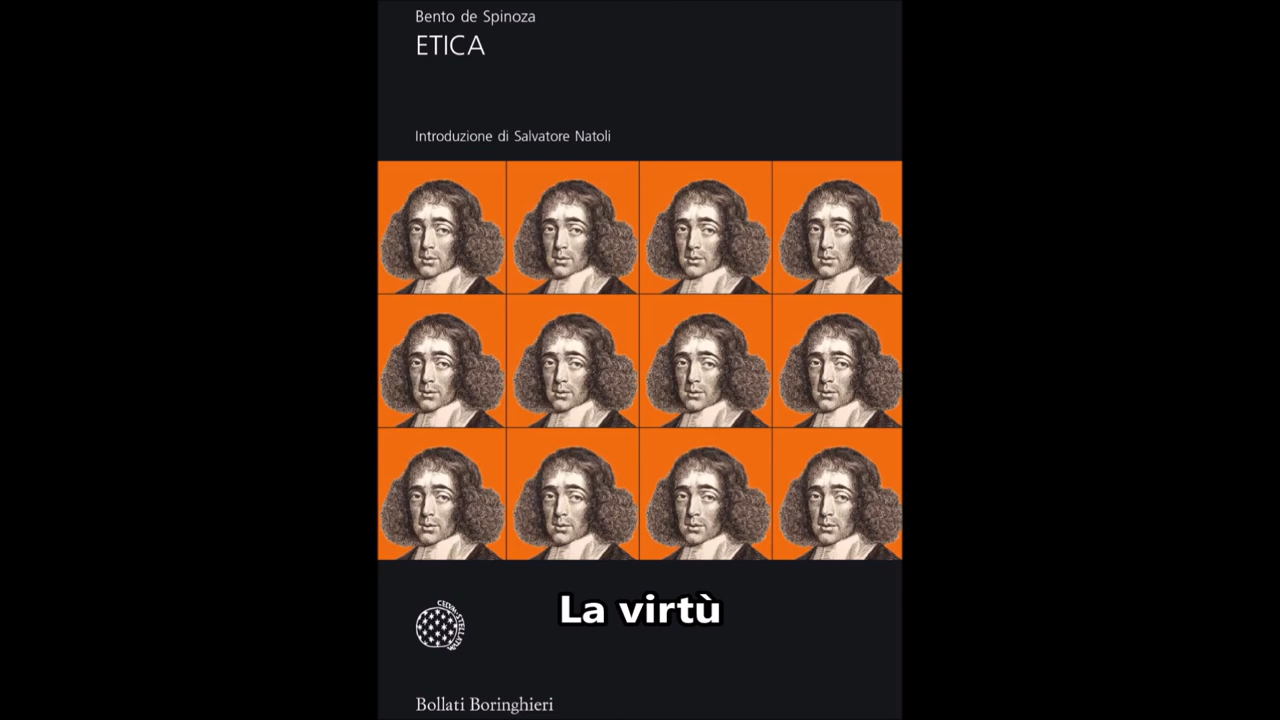 Bento de Spinoza
ETICA
Introduzione di Salvatore Natoli
La virtù
Bollati Boringhieri